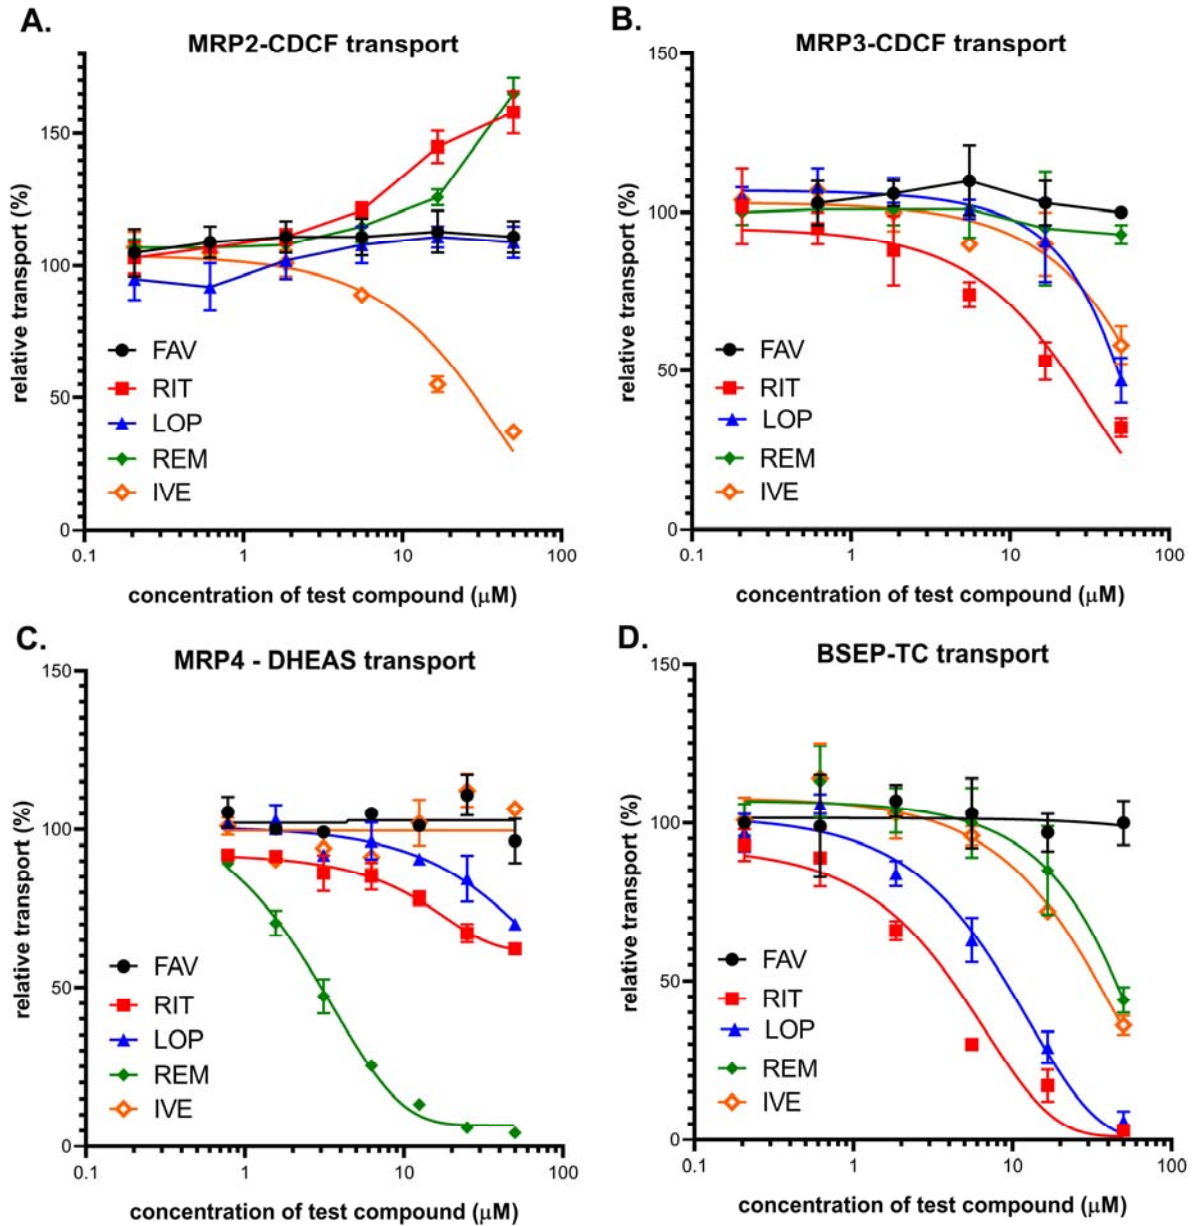 A.
MRP2-CDCF transport
relative transport (%)
150
100
50
0
FAV
RIT
LOP
REM
IVE
0.1 1 10 100
concentration of test compound (μM)
B.
MRP3-CDCF transport
relative transport (%)
150
100
50
0
FAV
RIT
LOP
REM
IVE
0.1 1 10 100
concentration of test compound (μM)
C.
MRP4 - DHEAS transport
relative transport (%)
150
100
50
0
FAV
RIT
LOP
REM
IVE
0.1 1 10 100
concentration of test compound (μM)
D.
BSEP-TC transport
relative transport (%)
150
100
50
0
FAV
RIT
LOP
REM
IVE
0.1 1 10 100
concentration of test compound (μM)